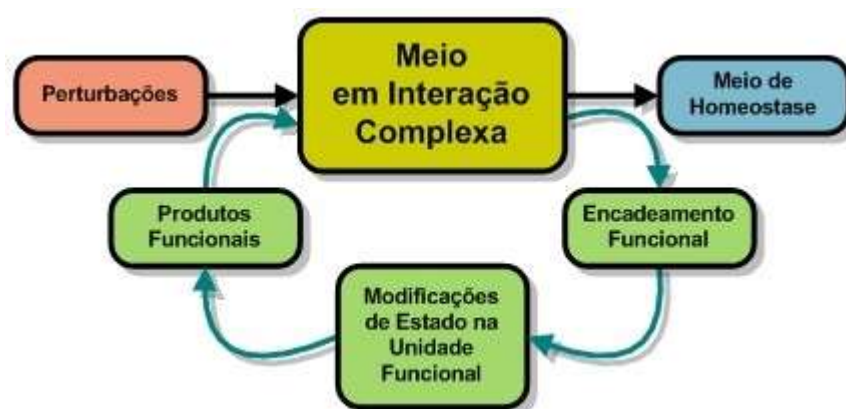 Perturbações
Meio
em Interação
Complexa
Meio de
Homeostase
Produtos
Funcionais
Encadeamento
Funcional
Modificações
de Estado na
Unidade
Funcional